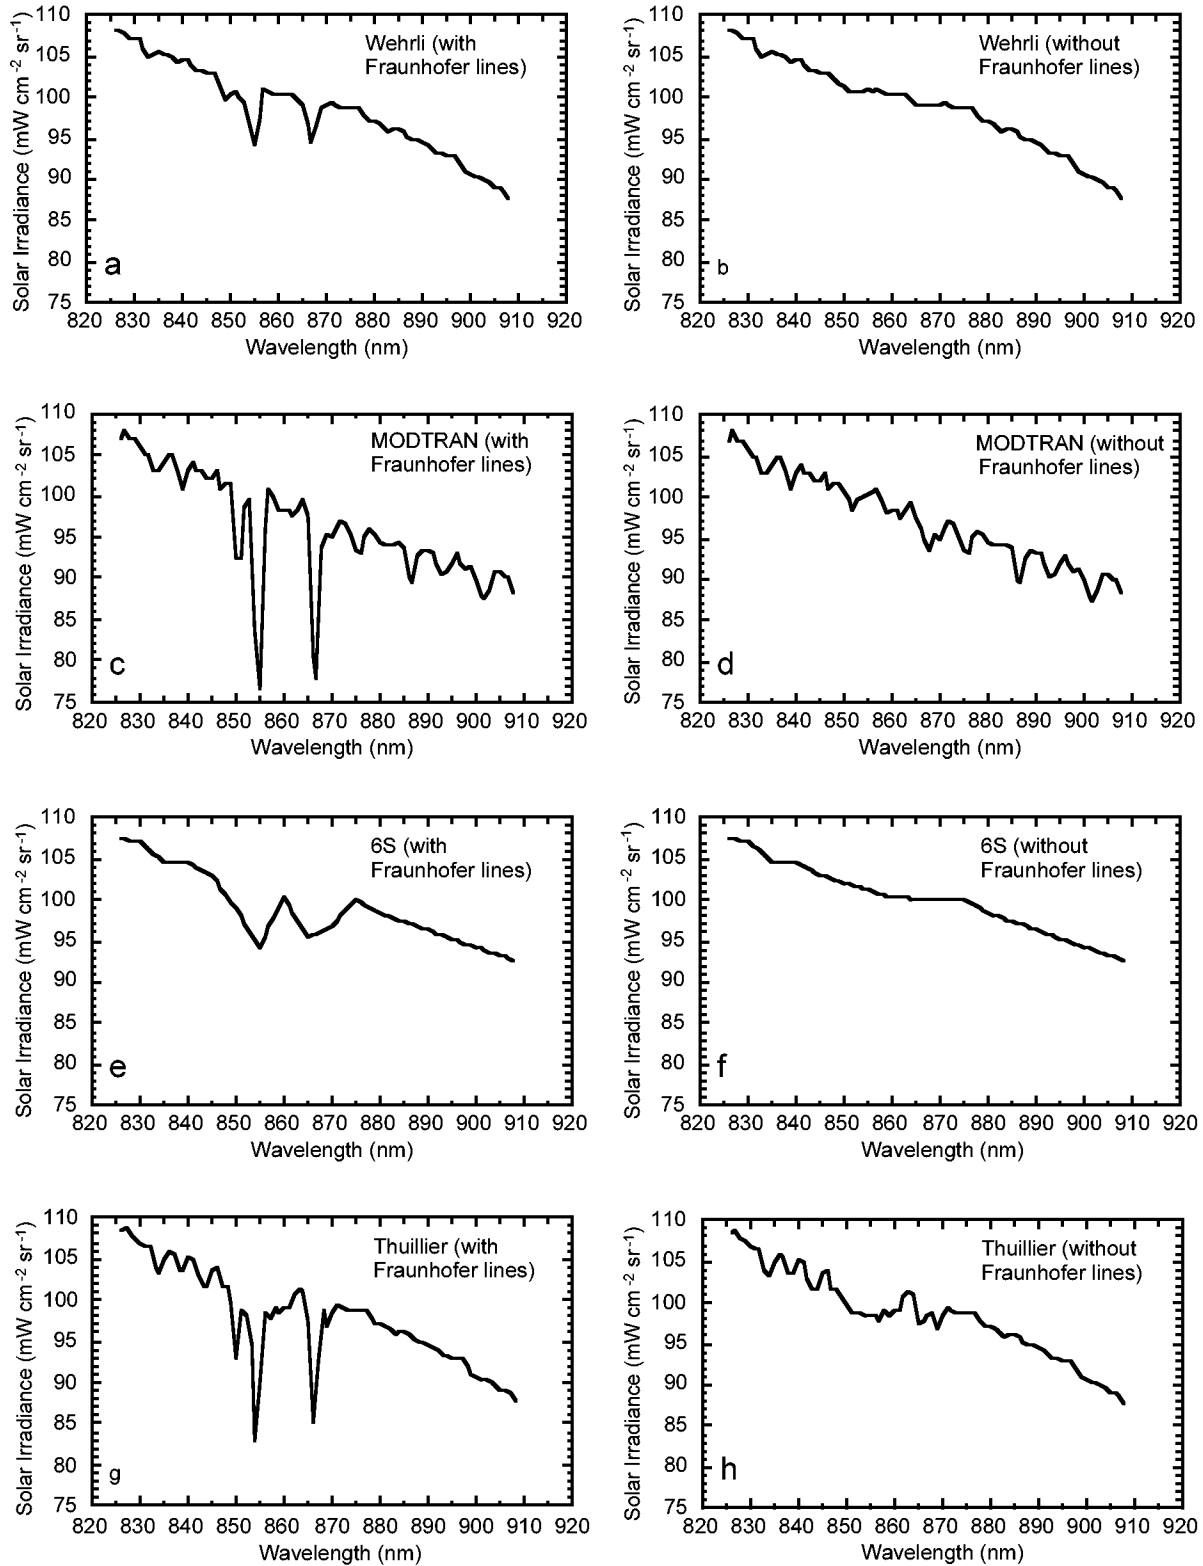 110
105
100
95
90
85
80
75
Solar Irradiance (mW cm-2 sr-1)
Wehrli (with
Fraunhofer lines)
a
820 830 840 850 860 870 880 890 900 910 920
Wavelength (nm)
110
105
100
95
90
85
80
75
Solar Irradiance (mW cm-2 sr-1)
Wehrli (without
Fraunhofer lines)
b
820 830 840 850 860 870 880 890 900 910 920
Wavelength (nm)
110
105
100
95
90
85
80
75
Solar Irradiance (mW cm-2 sr-1)
MODTRAN (with
Fraunhofer lines)
c
820 830 840 850 860 870 880 890 900 910 920
Wavelength (nm)
110
105
100
95
90
85
80
75
Solar Irradiance (mW cm-2 sr-1)
MODTRAN (without
Fraunhofer lines)
d
820 830 840 850 860 870 880 890 900 910 920
Wavelength (nm)
110
105
100
95
90
85
80
75
Solar Irradiance (mW cm-2 sr-1)
6S (with
Fraunhofer lines)
e
820 830 840 850 860 870 880 890 900 910 920
Wavelength (nm)
110
105
100
95
90
85
80
75
Solar Irradiance (mW cm-2 sr-1)
6S (without
Fraunhofer lines)
f
820 830 840 850 860 870 880 890 900 910 920
Wavelength (nm)
110
105
100
95
90
85
80
75
Solar Irradiance (mW cm-2 sr-1)
Thuillier (with
Fraunhofer lines)
g
820 830 840 850 860 870 880 890 900 910 920
Wavelength (nm)
110
105
100
95
90
85
80
75
Solar Irradiance (mW cm-2 sr-1)
Thuillier (without
Fraunhofer lines)
h
820 830 840 850 860 870 880 890 900 910 920
Wavelength (nm)